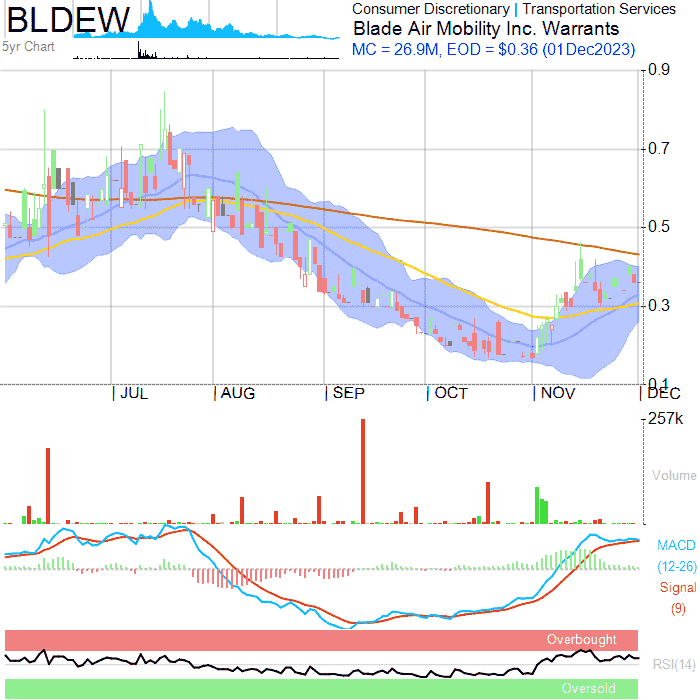 BLDEW
5yr Chart
Consumer Discretionary | Transportation Services
Blade Air Mobility Inc. Warrants
MC = 26.9M, EOD = $0.36 (01Dec2023)
0.9
0.7
0.5
0.3
0.1
JUL AUG SEP OCT NOV DEC
257k
Volume
MACD
(12-26)
Signal
(9)
Overbought
RSI(14)
Oversold